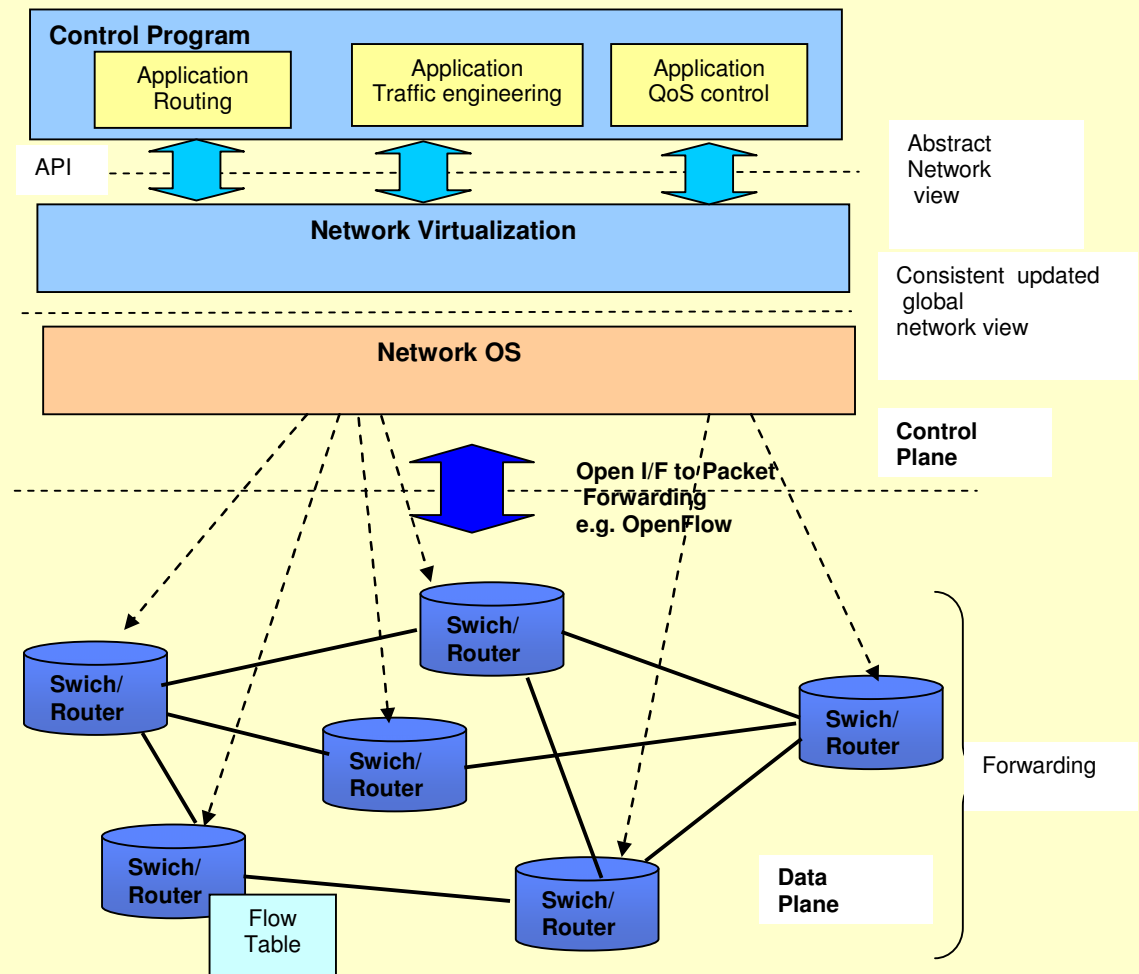 Control Program
Application
Routing
Application
Traffic engineering
Application
QoS control
API
Abstract
Network
view
Network Virtualization
Consistent updated
global
network view
Network OS
Control
Plane
Open I/F to Packet
Forwarding
e.g. OpenFlow
Swich/
Router
Swich/
Router
Swich/
Router
Swich/
Router
Forwarding
Swich/
Router
Swich/
Router
Data
Plane
Flow
Table